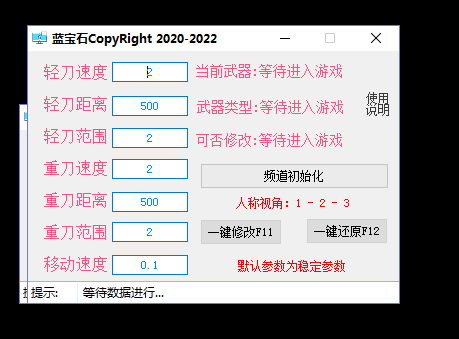 蓝宝石CopyRight 2020-2022
轻刀速度 2 当前武器:等待进入游戏
轻刀距离 500 武器类型:等待进入游戏 使用说明
轻刀范围 2 可否修改:等待进入游戏
重刀速度 2 频道初始化
重刀距离 500 人称视角: 1 - 2 - 3
重刀范围 2 一键修改F11 一键还原F12
移动速度 0.1 默认参数为稳定参数
提示: 等待数据进行...